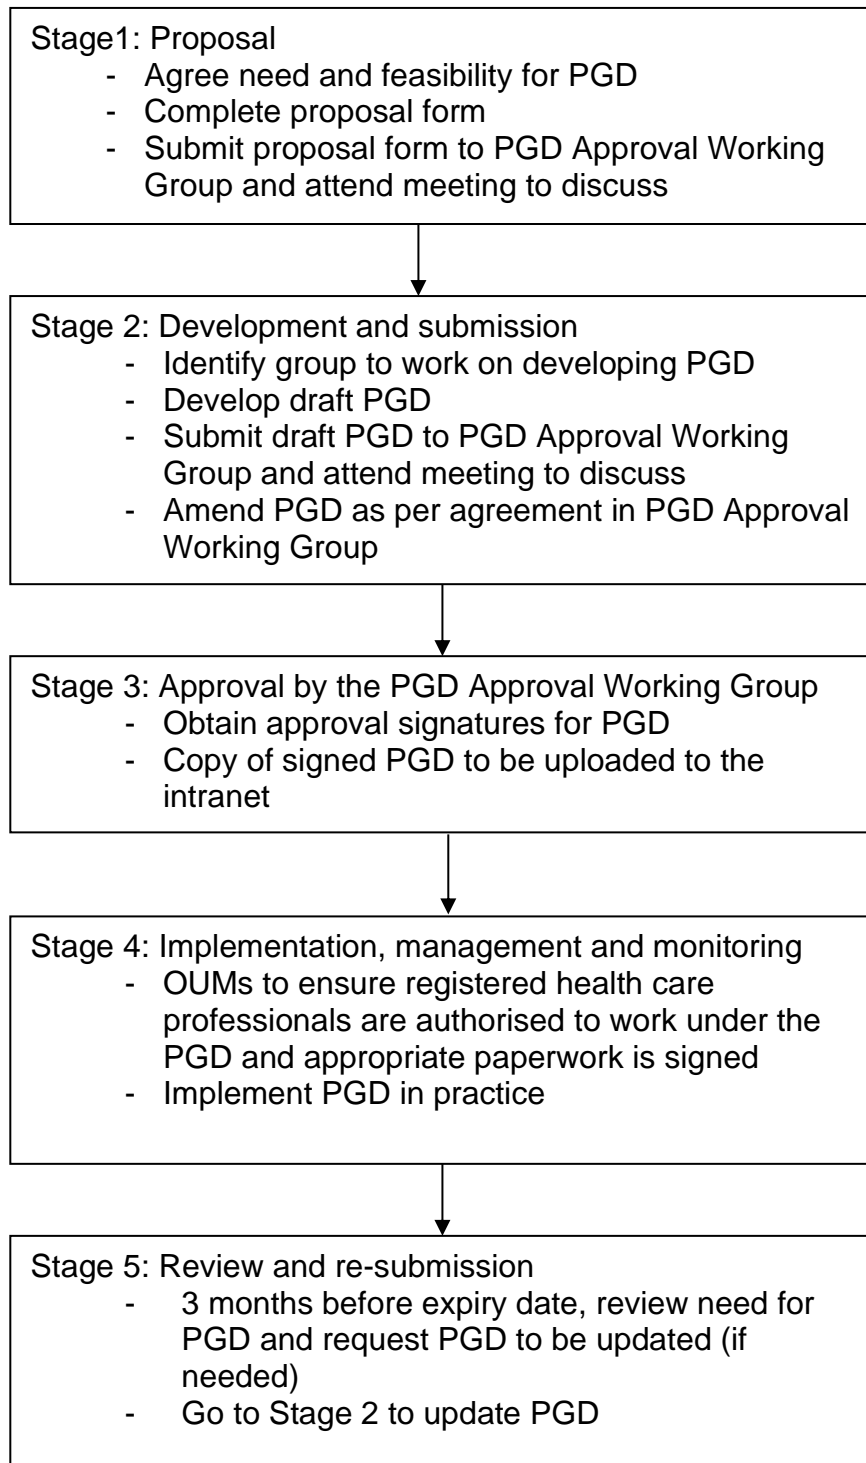 Stage1: Proposal
- Agree need and feasibility for PGD
- Complete proposal form
- Submit proposal form to PGD Approval Working
Group and attend meeting to discuss
Stage 2: Development and submission
- Identify group to work on developing PGD
- Develop draft PGD
- Submit draft PGD to PGD Approval Working
Group and attend meeting to discuss
- Amend PGD as per agreement in PGD Approval
Working Group
Stage 3: Approval by the PGD Approval Working Group
- Obtain approval signatures for PGD
- Copy of signed PGD to be uploaded to the
intranet
Stage 4: Implementation, management and monitoring
- OUMs to ensure registered health care
professionals are authorised to work under the
PGD and appropriate paperwork is signed
- Implement PGD in practice
Stage 5: Review and re-submission
- 3 months before expiry date, review need for
PGD and request PGD to be updated (if
needed)
- Go to Stage 2 to update PGD